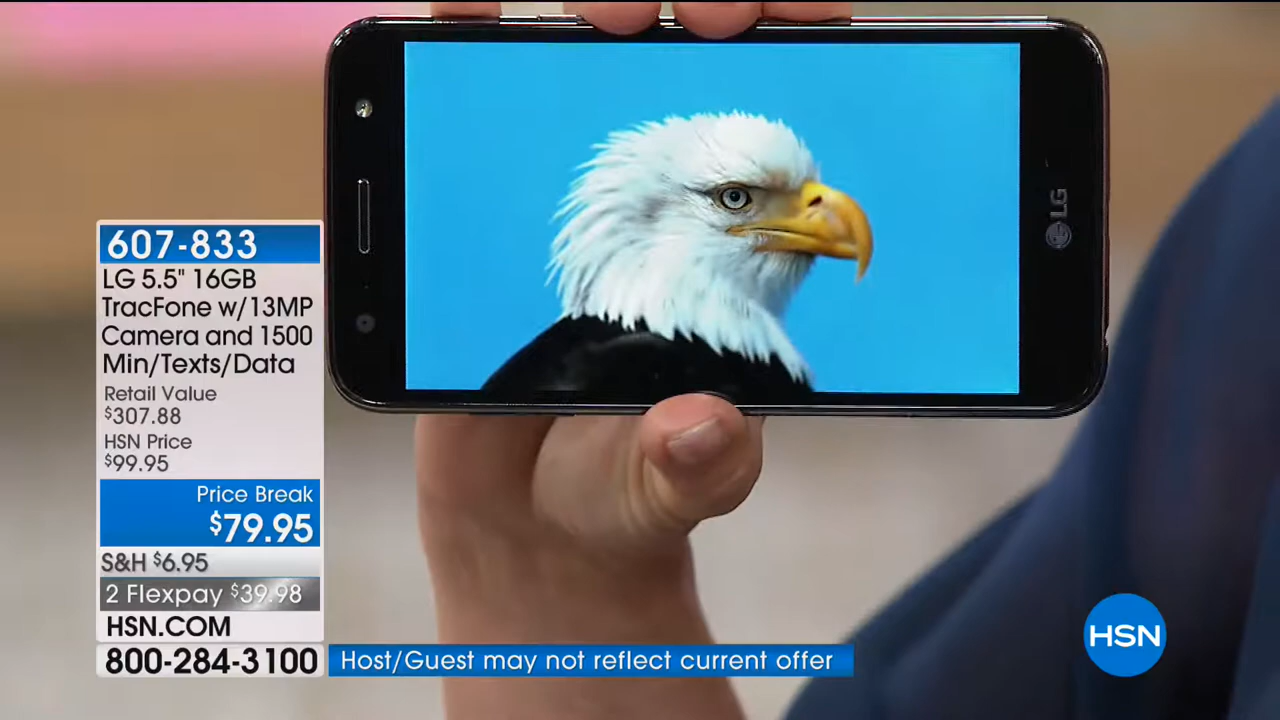 607-833
LG 5.5" 16GB
TracFone w/13MP
Camera and 1500
Min/Texts/Data
Retail Value
$307.88
HSN Price
$99.95
Price Break
$79.95
S&H $6.95
2 Flexpay $39.98
HSN.COM
800-284-3100
Host/Guest may not reflect current offer
LG
HSN